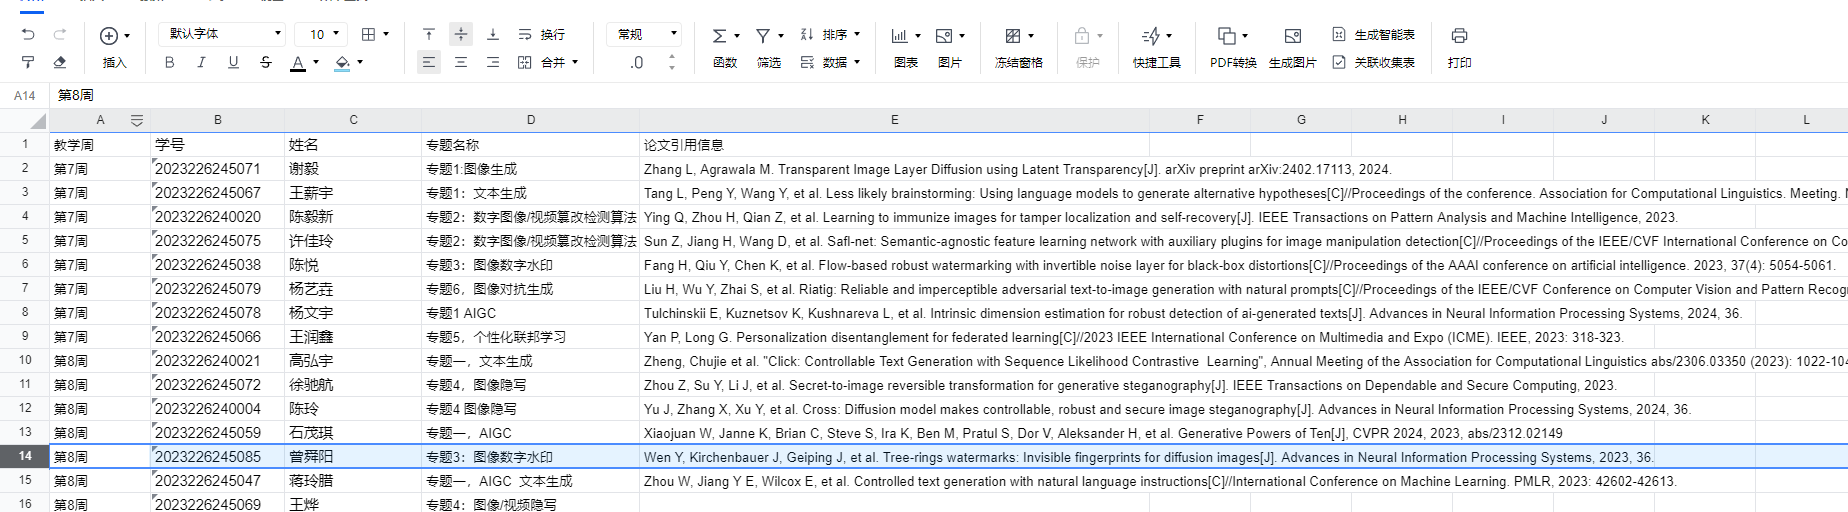 默认字体 10 换行 常规 排序 生成智能表
插入 B I U S A 合并 .0 函数 筛选 数据 图表 图片 冻结窗格 保护 快捷工具 PDF转换 生成图片 关联收集表 打印
A14 第8周
A B C D E F G H I J K L
1 教学周 学号 姓名 专题名称 论文引用信息
2 第7周 2023226245071 谢毅 专题1:图像生成 Zhang L, Agrawala M. Transparent Image Layer Diffusion using Latent Transparency[J]. arXiv preprint arXiv:2402.17113, 2024.
3 第7周 2023226245067 王薪宇 专题1：文本生成 Tang L, Peng Y, Wang Y, et al. Less likely brainstorming: Using language models to generate alternative hypotheses[C]//Proceedings of the conference. Association for Computational Linguistics. Meeting.
4 第7周 2023226240020 陈毅新 专题2：数字图像/视频篡改检测算法 Ying Q, Zhou H, Qian Z, et al. Learning to immunize images for tamper localization and self-recovery[J]. IEEE Transactions on Pattern Analysis and Machine Intelligence, 2023.
5 第7周 2023226245075 许佳玲 专题2：数字图像/视频篡改检测算法 Sun Z, Jiang H, Wang D, et al. Safl-net: Semantic-agnostic feature learning network with auxiliary plugins for image manipulation detection[C]//Proceedings of the IEEE/CVF International Conference on Co
6 第7周 2023226245038 陈悦 专题3：图像数字水印 Fang H, Qiu Y, Chen K, et al. Flow-based robust watermarking with invertible noise layer for black-box distortions[C]//Proceedings of the AAAI conference on artificial intelligence. 2023, 37(4): 5054-5061.
7 第7周 2023226245079 杨艺壵 专题6，图像对抗生成 Liu H, Wu Y, Zhai S, et al. Riatig: Reliable and imperceptible adversarial text-to-image generation with natural prompts[C]//Proceedings of the IEEE/CVF Conference on Computer Vision and Pattern Recog
8 第7周 2023226245078 杨文宇 专题1 AIGC Tulchinskii E, Kuznetsov K, Kushnareva L, et al. Intrinsic dimension estimation for robust detection of ai-generated texts[J]. Advances in Neural Information Processing Systems, 2024, 36.
9 第7周 2023226245066 王润鑫 专题5，个性化联邦学习 Yan P, Long G. Personalization disentanglement for federated learning[C]//2023 IEEE International Conference on Multimedia and Expo (ICME). IEEE, 2023: 318-323.
10 第8周 2023226240021 高弘宇 专题一，文本生成 Zheng, Chujie et al. "Click: Controllable Text Generation with Sequence Likelihood Contrastive Learning", Annual Meeting of the Association for Computational Linguistics abs/2306.03350 (2023): 1022-104
11 第8周 2023226245072 徐驰航 专题4，图像隐写 Zhou Z, Su Y, Li J, et al. Secret-to-image reversible transformation for generative steganography[J]. IEEE Transactions on Dependable and Secure Computing, 2023.
12 第8周 2023226240004 陈玲 专题4 图像隐写 Yu J, Zhang X, Xu Y, et al. Cross: Diffusion model makes controllable, robust and secure image steganography[J]. Advances in Neural Information Processing Systems, 2024, 36.
13 第8周 2023226245059 石茂琪 专题一，AIGC Xiaojuan W, Janne K, Brian C, Steve S, Ira K, Ben M, Pratul S, Dor V, Aleksander H, et al. Generative Powers of Ten[J], CVPR 2024, 2023, abs/2312.02149
14 第8周 2023226245085 曾舜阳 专题3：图像数字水印 Wen Y, Kirchenbauer J, Geiping J, et al. Tree-rings watermarks: Invisible fingerprints for diffusion images[J]. Advances in Neural Information Processing Systems, 2023, 36.
15 第8周 2023226245047 蒋玲腊 专题一，AIGC 文本生成 Zhou W, Jiang Y E, Wilcox E, et al. Controlled text generation with natural language instructions[C]//International Conference on Machine Learning. PMLR, 2023: 42602-42613.
16 第8周 2023226245069 王烨 专题4：图像/视频隐写